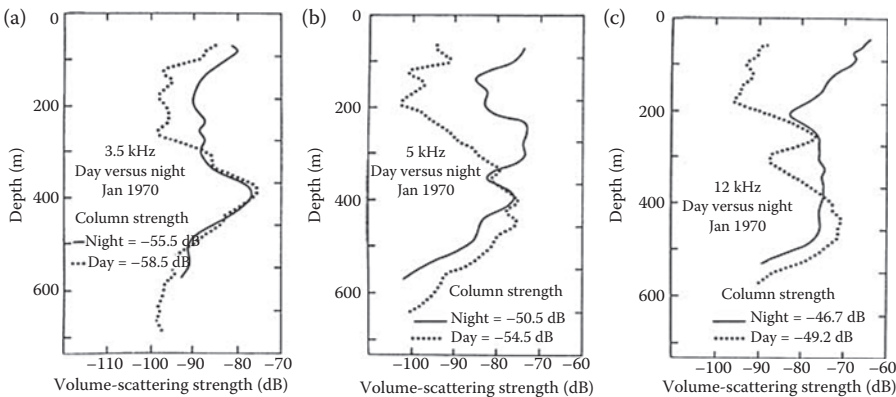 (a)
0
200
400
600
Depth (m)
3.5 kHz
Day versus night
Jan 1970
Column strength
Night = −55.5 dB
Day = −58.5 dB
−110 −100 −90 −80 −70
Volume-scattering strength (dB)
(b)
0
200
400
600
Depth (m)
5 kHz
Day versus night
Jan 1970
Column strength
Night = −50.5 dB
Day = −54.5 dB
−100 −90 −80 −70 −60
Volume-scattering strength (dB)
(c)
0
200
400
600
Depth (m)
12 kHz
Day versus night
Jan 1970
Column strength
Night = −46.7 dB
Day = −49.2 dB
−100 −90 −80 −70 −60
Volume-scattering strength (dB)